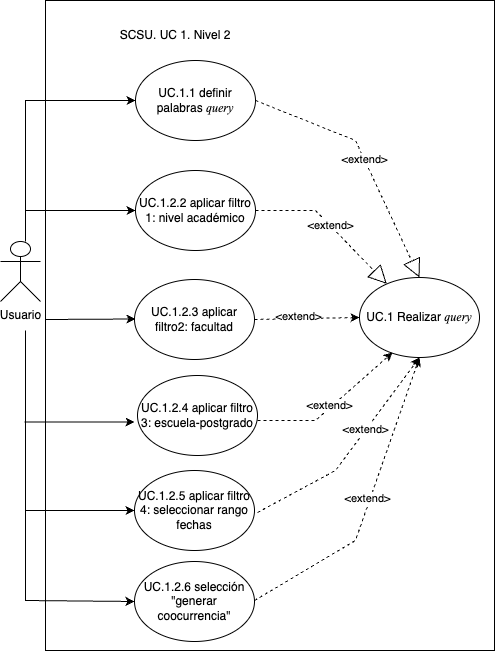 SCSU. UC 1. Nivel 2
UC.1.1 definir
palabras query
<extend>
UC.1.2.2 aplicar filtro
1: nivel académico
<extend>
Usuario
UC.1.2.3 aplicar
filtro2: facultad
<extend>
UC.1 Realizar query
UC.1.2.4 aplicar filtro
3: escuela-postgrado
<extend>
<extend>
UC.1.2.5 aplicar filtro
4: seleccionar rango
fechas
<extend>
UC.1.2.6 selección
"generar
coocurrencia"